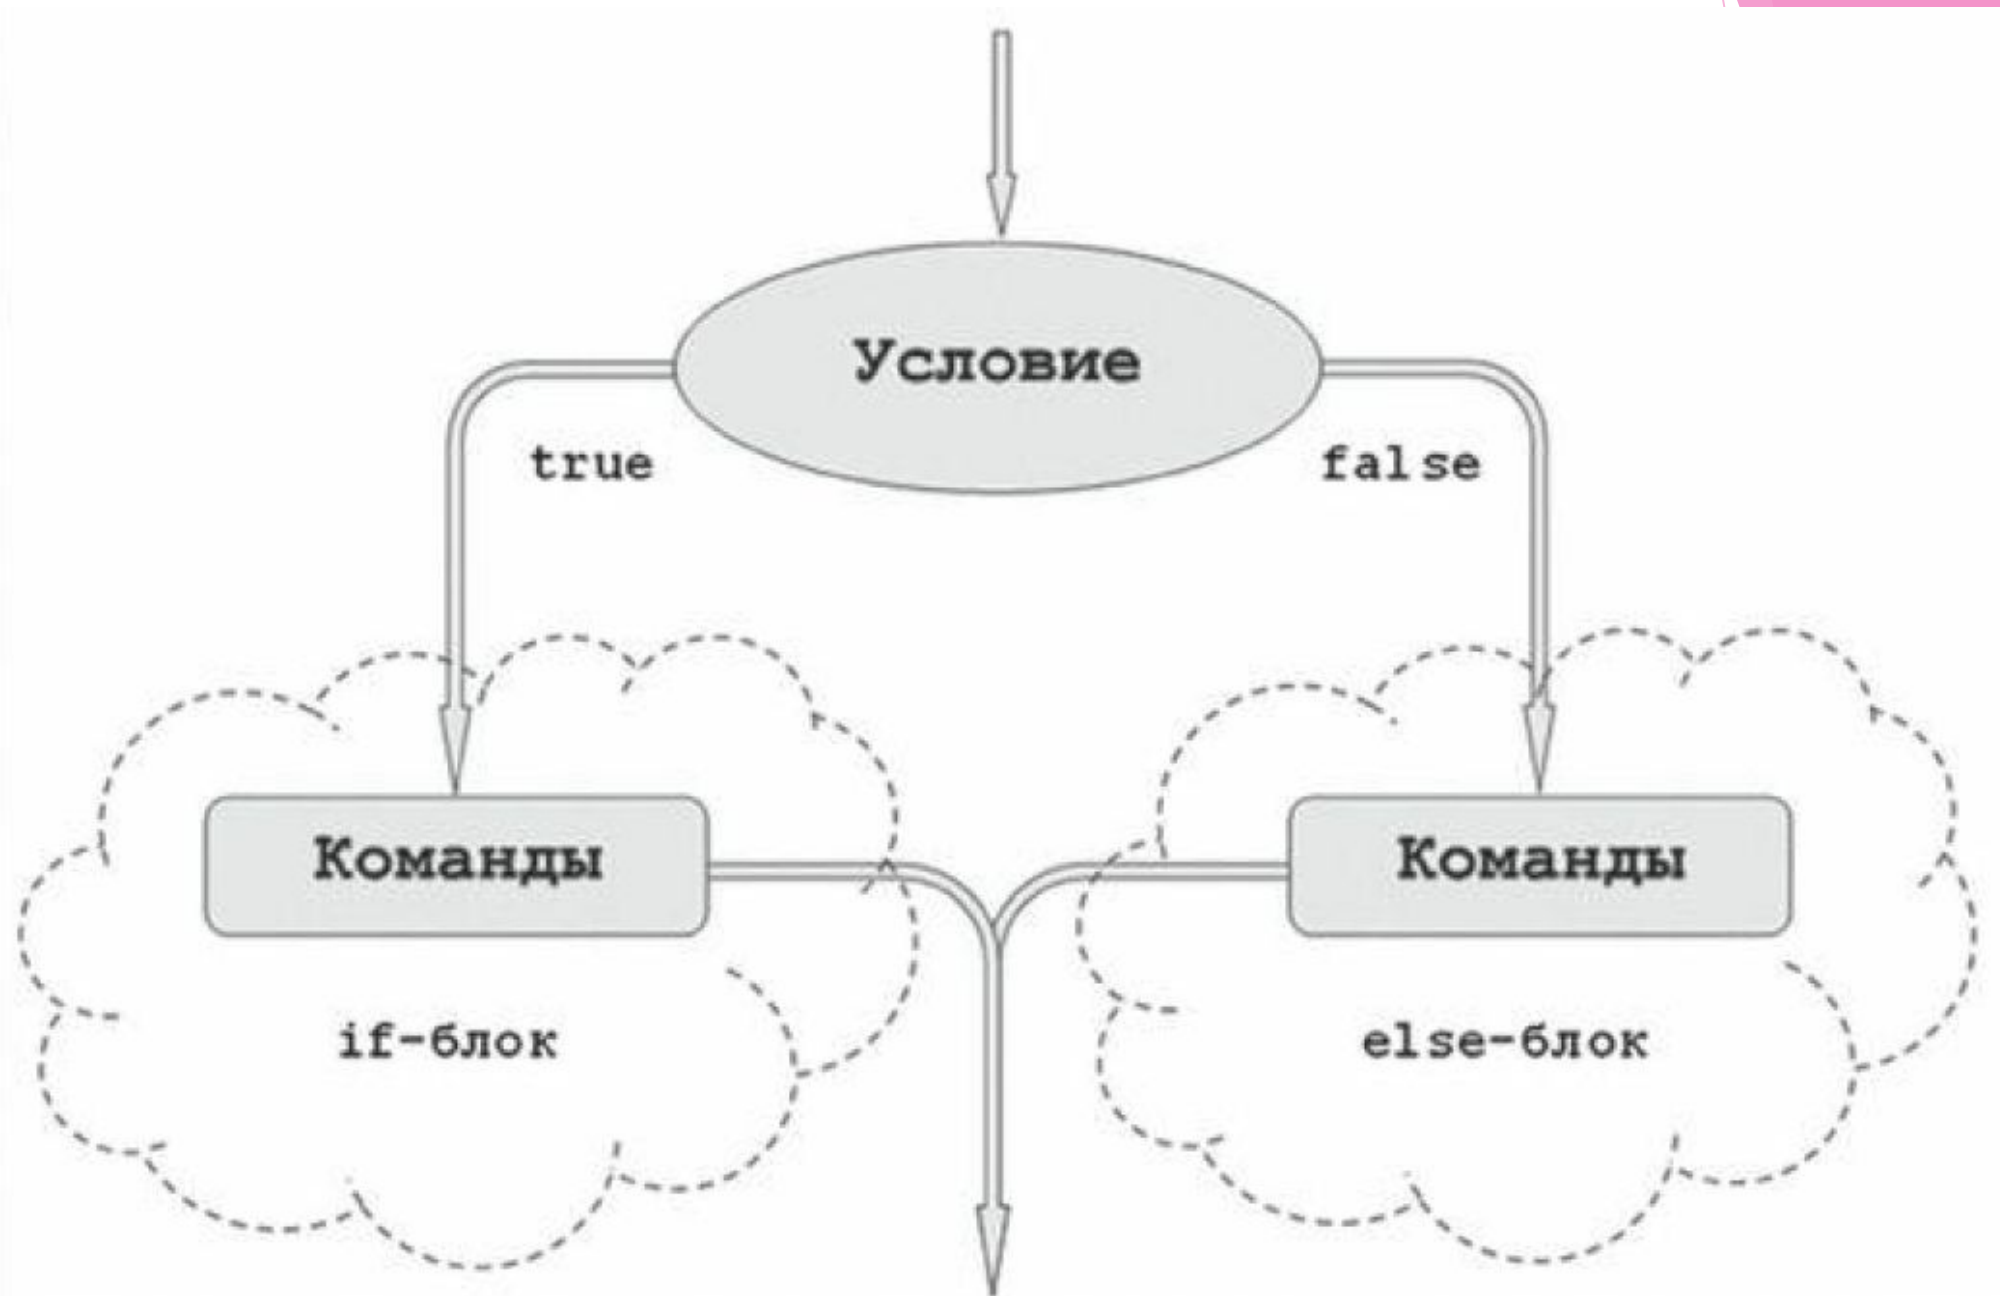 Условие
true
false
Команды
Команды
if-блок
else-блок